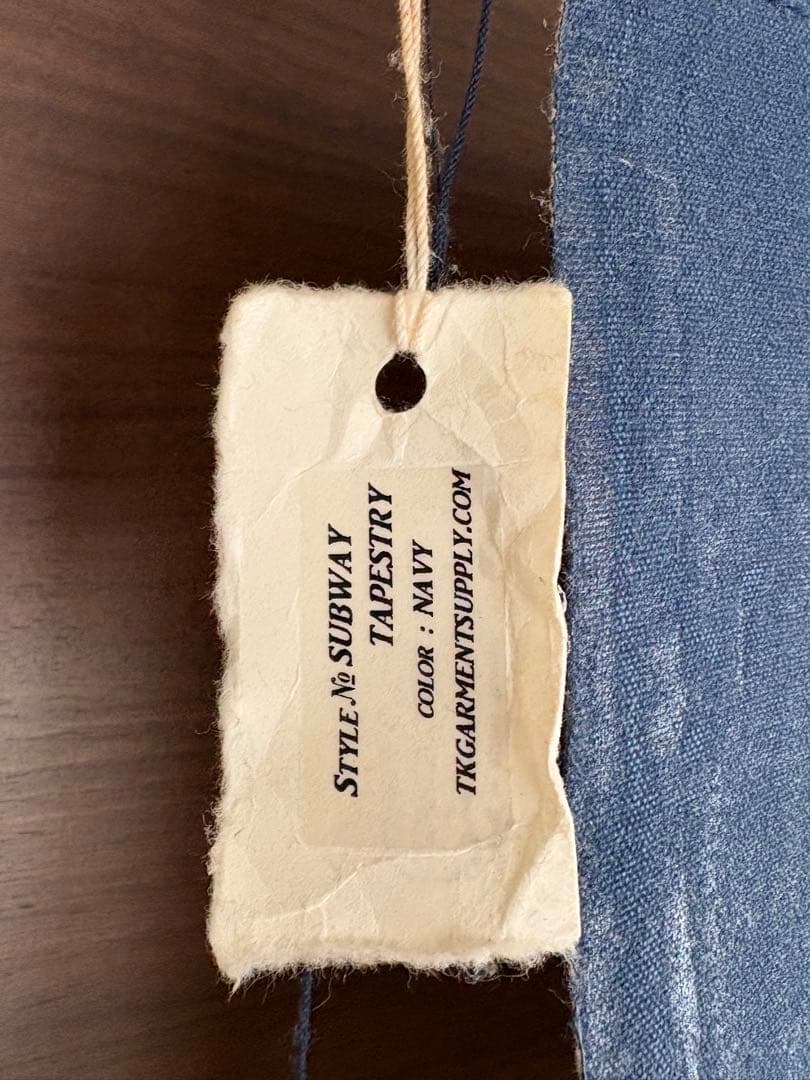 STYLE № SUBWAY
TAPESTRY
COLOR : NAVY
TKGARMENTSUPPLY.COM